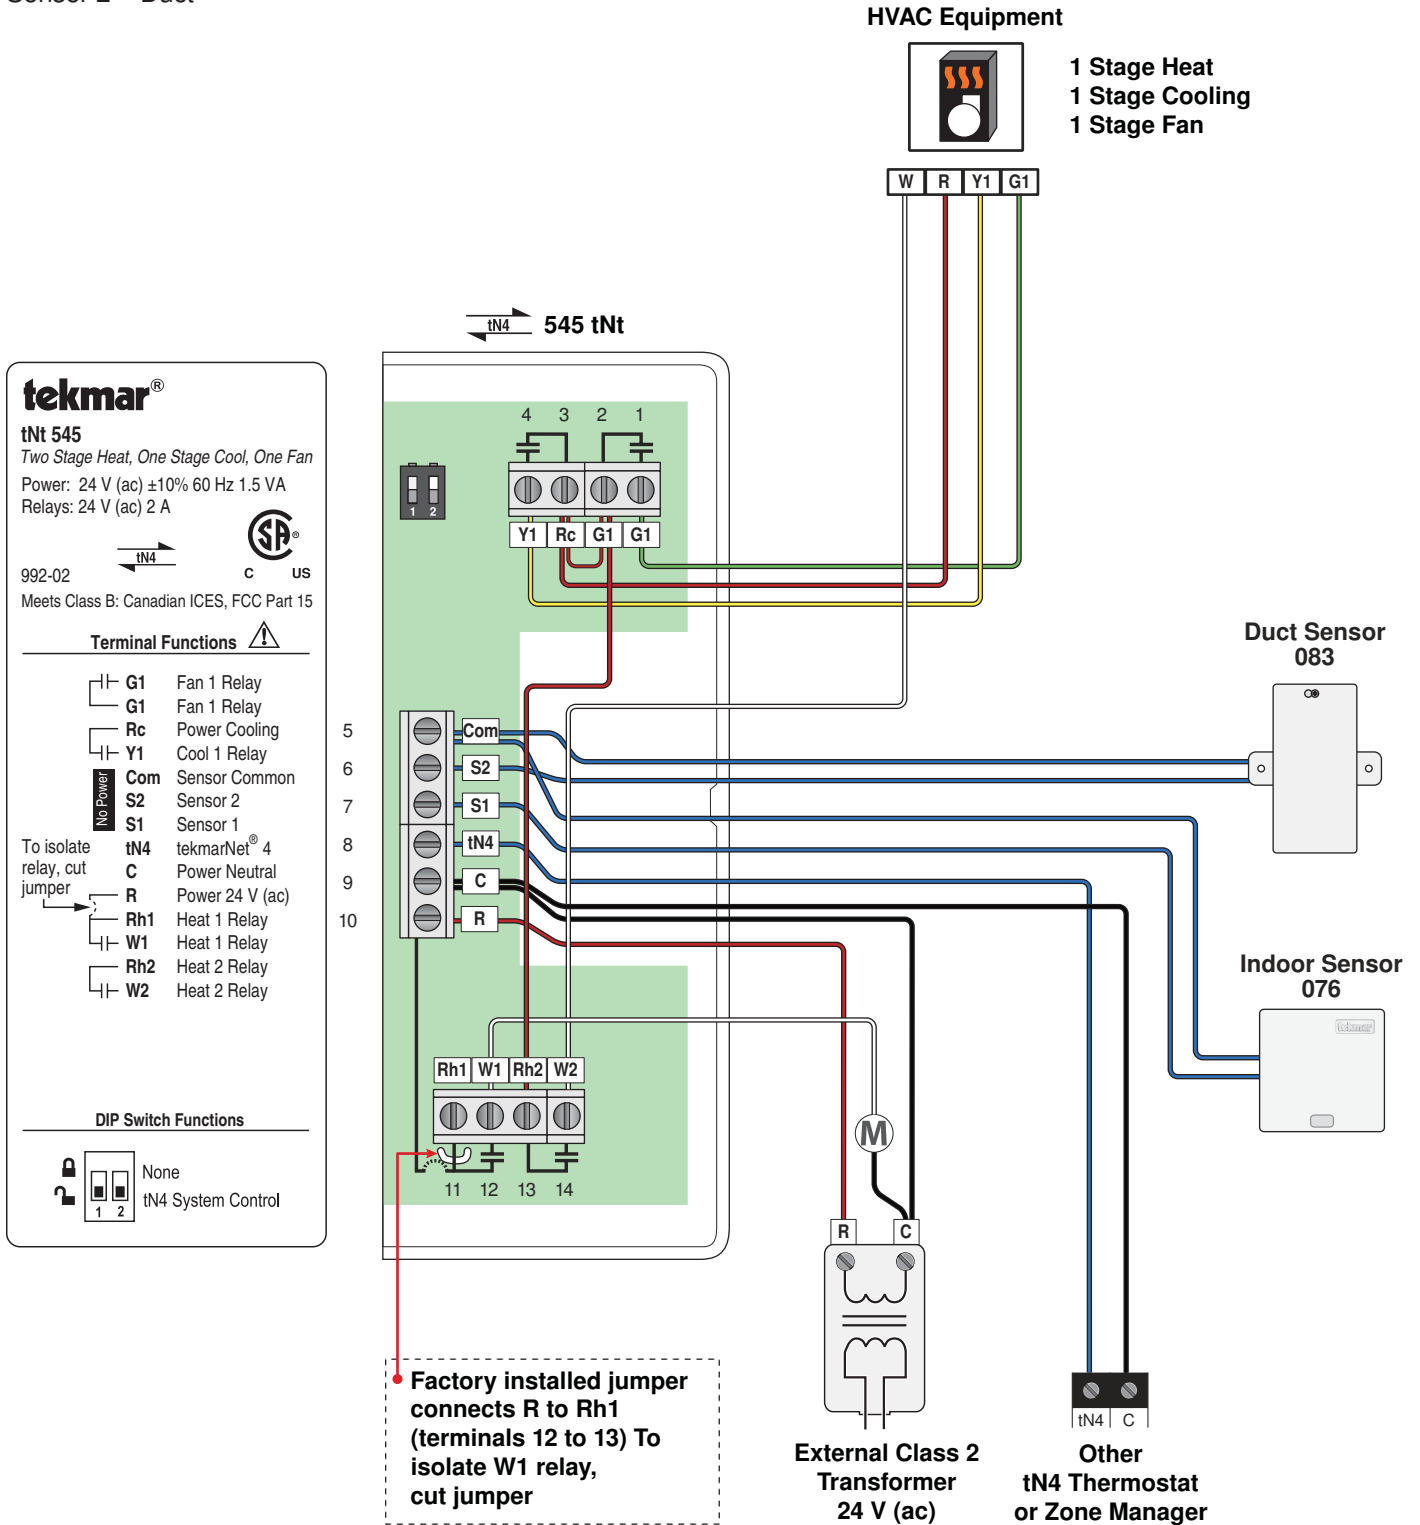 Sensor 2 = Duct
HVAC Equipment
1 Stage Heat
1 Stage Cooling
1 Stage Fan
W R Y1 G1
tN4 545 tNt
tekmar®
tNt 545
Two Stage Heat, One Stage Cool, One Fan
Power: 24 V (ac) ±10% 60 Hz 1.5 VA
Relays: 24 V (ac) 2 A
SA ®
C US
tN4
992-02
Meets Class B: Canadian ICES, FCC Part 15
Terminal Functions
G1 Fan 1 Relay
G1 Fan 1 Relay
Rc Power Cooling
Y1 Cool 1 Relay
No Power
Com Sensor Common
S2 Sensor 2
S1 Sensor 1
tN4 tekmarNet® 4
C Power Neutral
R Power 24 V (ac)
Rh1 Heat 1 Relay
W1 Heat 1 Relay
Rh2 Heat 2 Relay
W2 Heat 2 Relay
To isolate
relay, cut
jumper
DIP Switch Functions
None
tN4 System Control
1 2
4 3 2 1
1 2
Y1 Rc G1 G1
5 Com
6 S2
7 S1
8 tN4
9 C
10 R
Rh1 W1 Rh2 W2
11 12 13 14
Duct Sensor
083
Indoor Sensor
076
tekmar
M
R C
Factory installed jumper
connects R to Rh1
(terminals 12 to 13) To
isolate W1 relay,
cut jumper
External Class 2
Transformer
24 V (ac)
tN4 C
Other
tN4 Thermostat
or Zone Manager